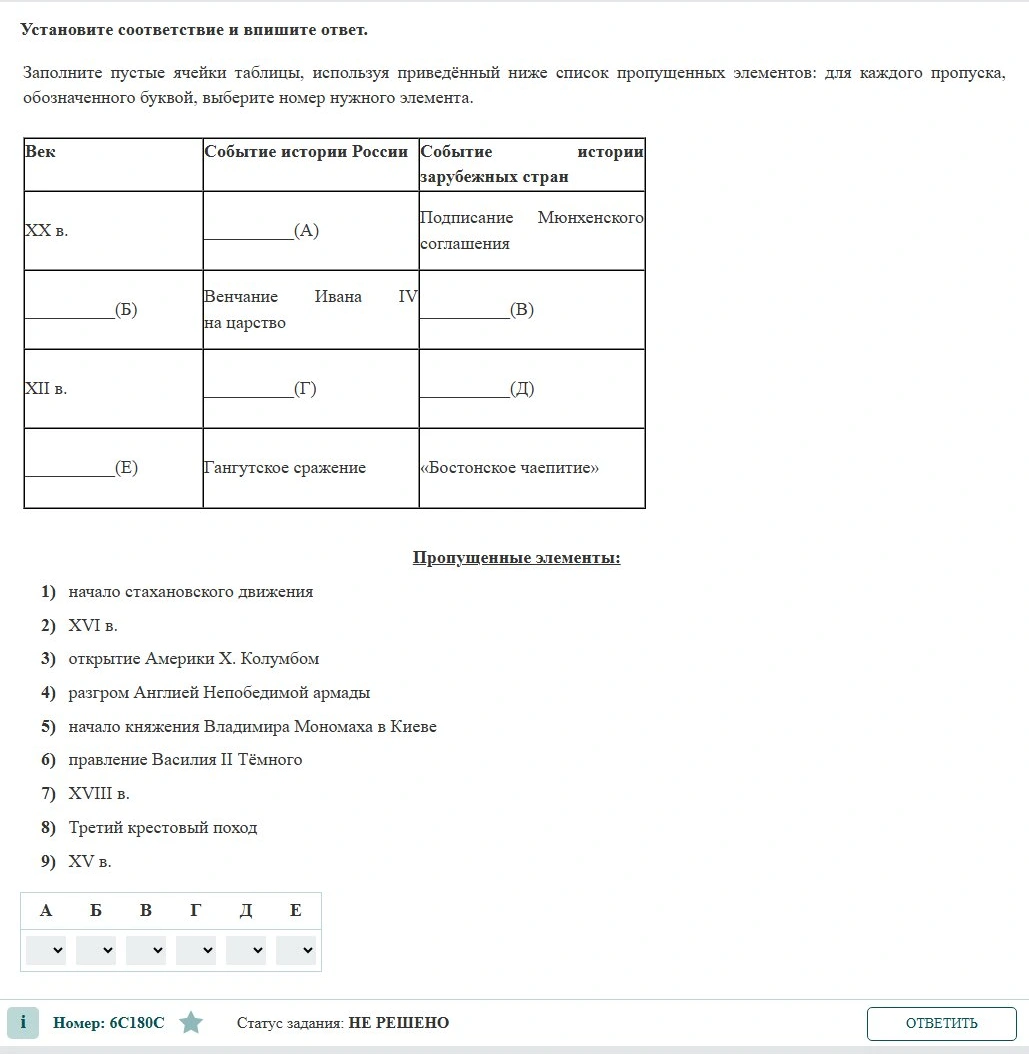 Установите соответствие и впишите ответ.
Заполните пустые ячейки таблицы, используя приведённый ниже список пропущенных элементов: для каждого пропуска,
обозначенного буквой, выберите номер нужного элемента.
Век
Событие истории России
Событие истории
зарубежных стран
XX в.
__________(А)
Подписание Мюнхенского
соглашения
__________(Б)
Венчание Ивана IV
на царство
__________(В)
XII в.
__________(Г)
__________(Д)
__________(Е)
Гангутское сражение
«Бостонское чаепитие»
Пропущенные элементы:
1) начало стахановского движения
2) XVI в.
3) открытие Америки Х. Колумбом
4) разгром Англией Непобедимой армады
5) начало княжения Владимира Мономаха в Киеве
6) правление Василия II Тёмного
7) XVIII в.
8) Третий крестовый поход
9) XV в.
А Б В Г Д Е
i Номер: 6C180C Статус задания: НЕ РЕШЕНО ОТВЕТИТЬ